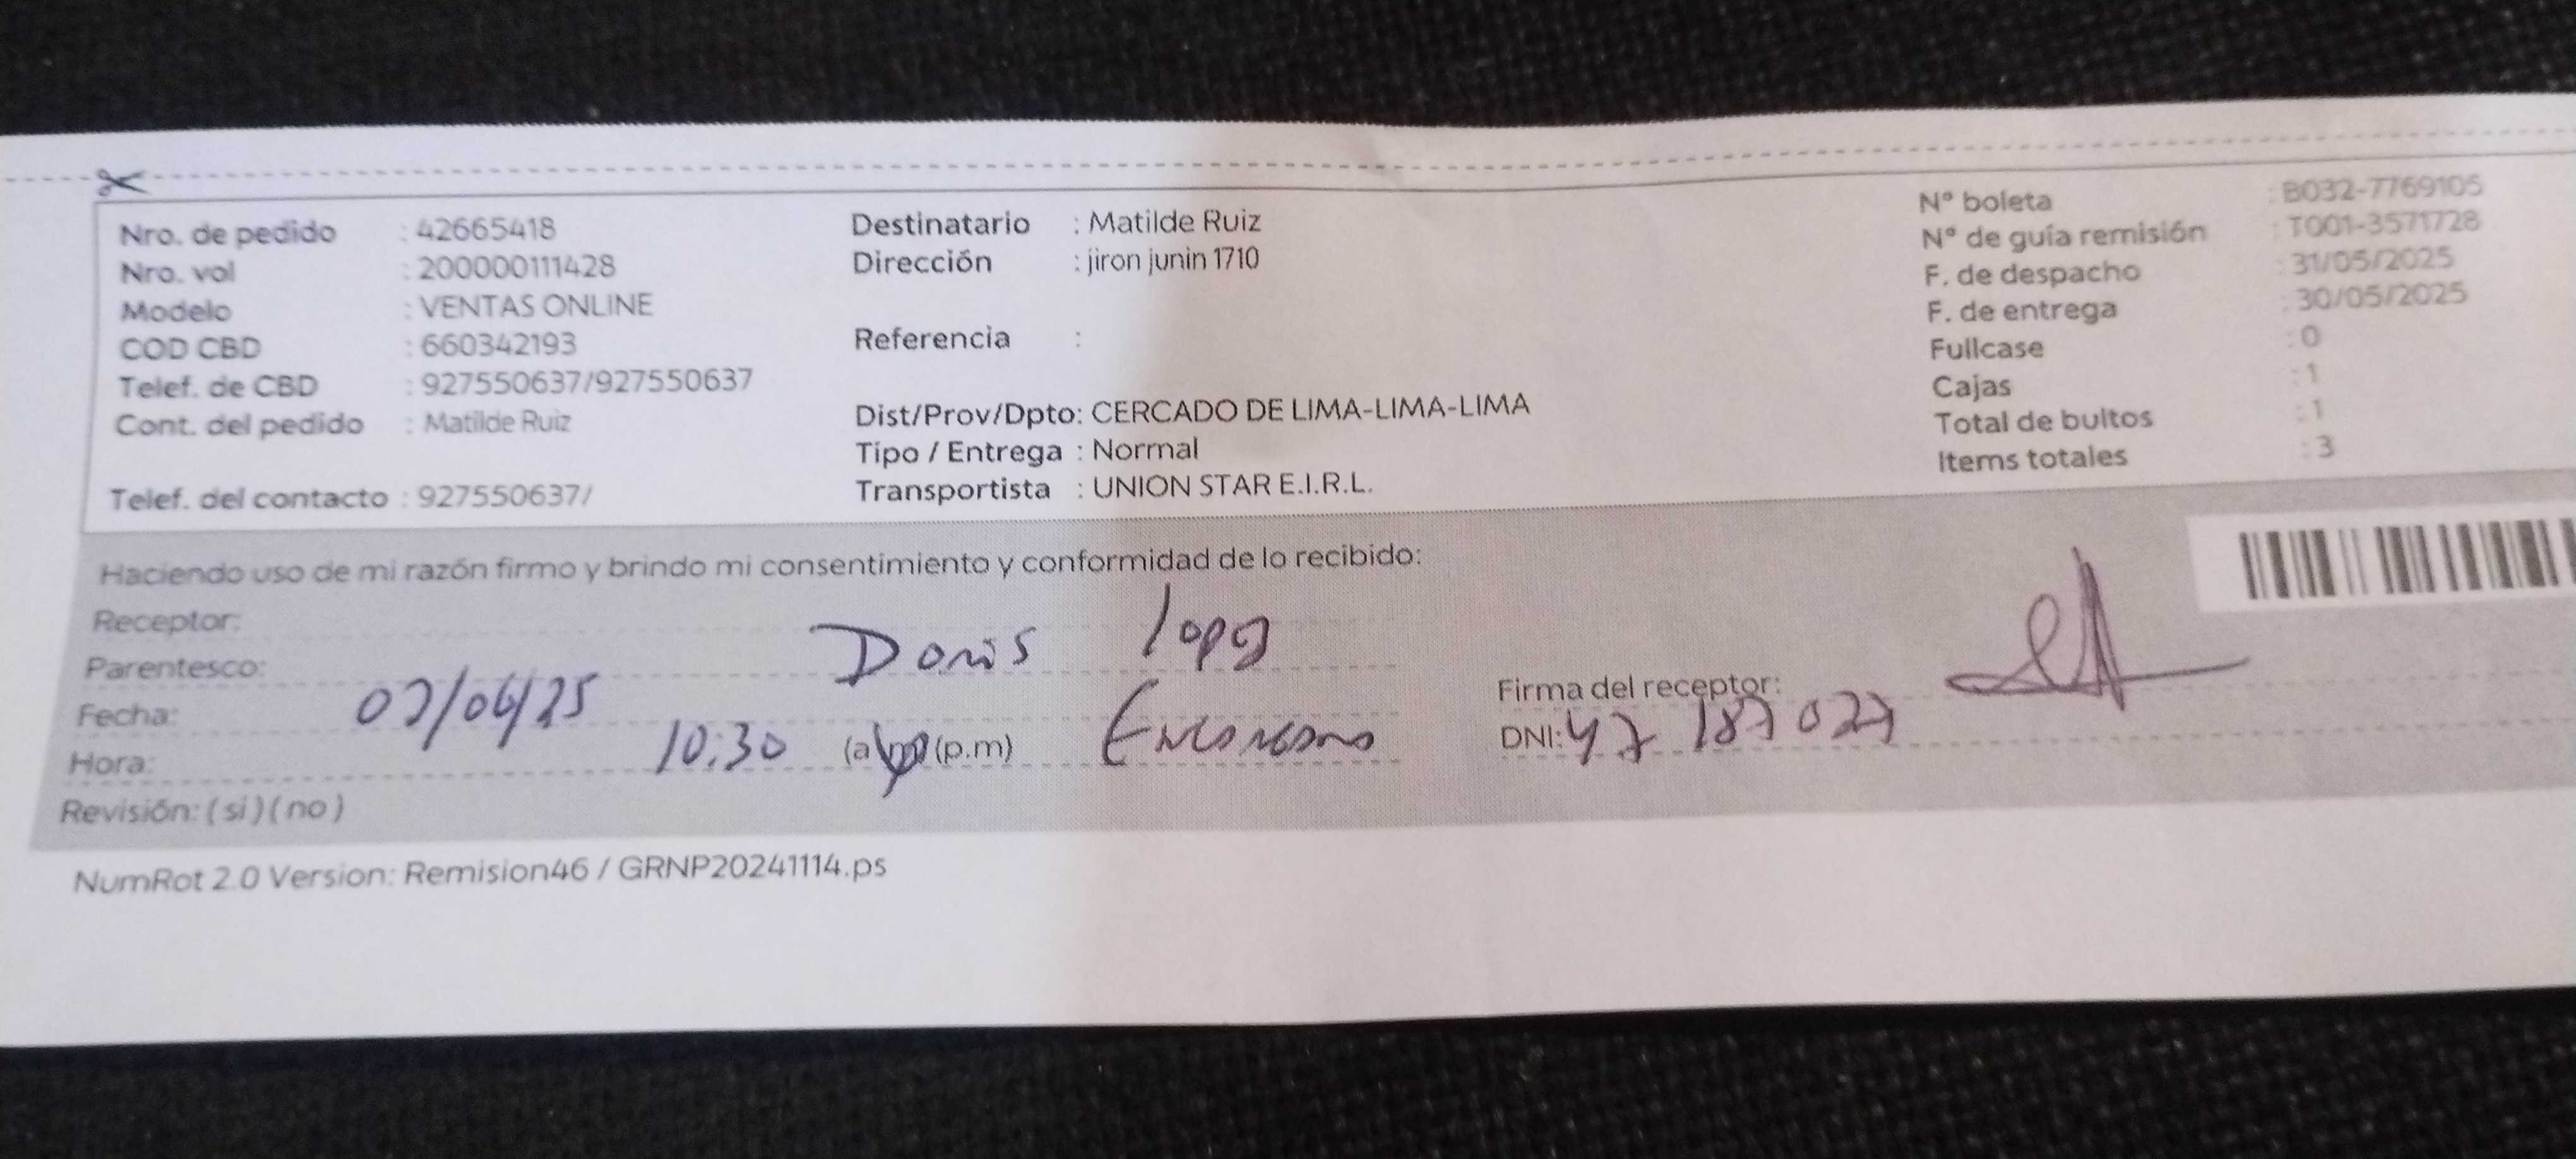 Nro. de pedido : 42665418
Nro. vol : 200000111428
Modelo : VENTAS ONLINE
COD CBD : 660342193
Telef. de CBD : 927550637/927550637
Cont. del pedido : Matilde Ruiz
Telef. del contacto : 927550637/
Destinatario : Matilde Ruiz
Dirección : jiron junin 1710
Referencia :
Dist/Prov/Dpto: CERCADO DE LIMA-LIMA-LIMA
Tipo / Entrega : Normal
Transportista : UNION STAR E.I.R.L.
N° boleta : B032-7769105
N° de guía remisión : T001-3571728
F. de despacho : 31/05/2025
F. de entrega : 30/05/2025
Fullcase : 0
Cajas : 1
Total de bultos : 1
Items totales : 3
Haciendo uso de mi razón firmo y brindo mi consentimiento y conformidad de lo recibido:
Receptor: Doris
Parentesco:
Fecha:
Hora: 10:30 (p.m)
Firma del receptor:
DNI: 47 187 027
Revisión: ( si ) ( no )
NumRot 2.0 Version: Remision46 / GRNP20241114.ps